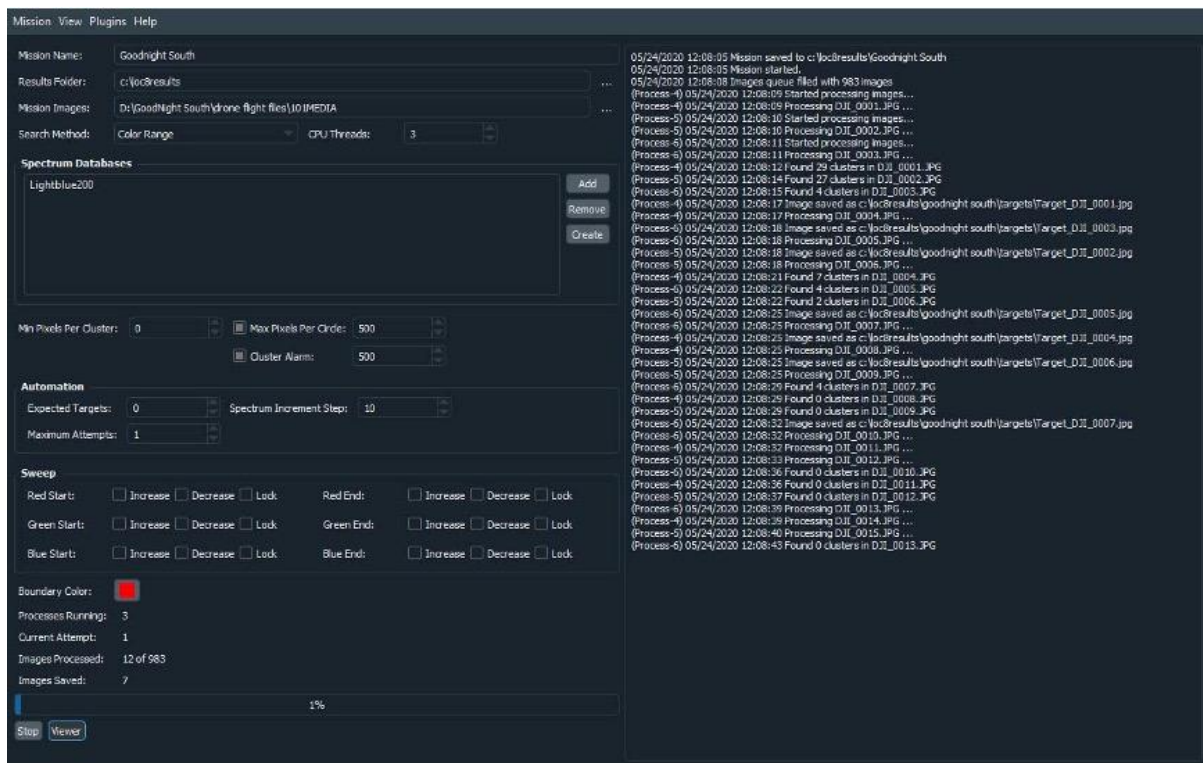 Mission View Plugins Help
Mission Name: Goodnight South
Results Folder: c:\loc8results ...
Mission Images: D:\GoodNight South\drone flight files\101MEDIA ...
Search Method: Color Range CPU Threads: 3
Spectrum Databases
Lightblue200
Add
Remove
Create
Min Pixels Per Cluster: 0 Max Pixels Per Circle: 500
Cluster Alarm: 500
Automation
Expected Targets: 0 Spectrum Increment Step: 10
Maximum Attempts: 1
Sweep
Red Start: Increase Decrease Lock Red End: Increase Decrease Lock
Green Start: Increase Decrease Lock Green End: Increase Decrease Lock
Blue Start: Increase Decrease Lock Blue End: Increase Decrease Lock
Boundary Color:
Processes Running: 3
Current Attempt: 1
Images Processed: 12 of 983
Images Saved: 7
1%
Stop Viewer
05/24/2020 12:08:05 Mission saved to c:\loc8results\Goodnight South
05/24/2020 12:08:05 Mission started.
05/24/2020 12:08:08 Images queue filled with 983 images
(Process-4) 05/24/2020 12:08:09 Started processing images...
(Process-4) 05/24/2020 12:08:09 Processing DJI_0001.JPG ...
(Process-5) 05/24/2020 12:08:10 Started processing images...
(Process-5) 05/24/2020 12:08:10 Processing DJI_0002.JPG ...
(Process-6) 05/24/2020 12:08:11 Started processing images...
(Process-6) 05/24/2020 12:08:11 Processing DJI_0003.JPG ...
(Process-4) 05/24/2020 12:08:12 Found 29 clusters in DJI_0001.JPG
(Process-5) 05/24/2020 12:08:14 Found 27 clusters in DJI_0002.JPG
(Process-6) 05/24/2020 12:08:15 Found 4 clusters in DJI_0003.JPG
(Process-4) 05/24/2020 12:08:17 Image saved as c:\loc8results\goodnight south\targets\Target_DJI_0001.jpg
(Process-4) 05/24/2020 12:08:17 Processing DJI_0004.JPG ...
(Process-6) 05/24/2020 12:08:18 Image saved as c:\loc8results\goodnight south\targets\Target_DJI_0003.jpg
(Process-6) 05/24/2020 12:08:18 Processing DJI_0005.JPG ...
(Process-5) 05/24/2020 12:08:18 Image saved as c:\loc8results\goodnight south\targets\Target_DJI_0002.jpg
(Process-5) 05/24/2020 12:08:18 Processing DJI_0006.JPG ...
(Process-4) 05/24/2020 12:08:21 Found 7 clusters in DJI_0004.JPG
(Process-6) 05/24/2020 12:08:22 Found 4 clusters in DJI_0005.JPG
(Process-5) 05/24/2020 12:08:22 Found 2 clusters in DJI_0006.JPG
(Process-6) 05/24/2020 12:08:25 Image saved as c:\loc8results\goodnight south\targets\Target_DJI_0005.jpg
(Process-6) 05/24/2020 12:08:25 Processing DJI_0007.JPG ...
(Process-4) 05/24/2020 12:08:25 Image saved as c:\loc8results\goodnight south\targets\Target_DJI_0004.jpg
(Process-4) 05/24/2020 12:08:25 Processing DJI_0008.JPG ...
(Process-5) 05/24/2020 12:08:25 Image saved as c:\loc8results\goodnight south\targets\Target_DJI_0006.jpg
(Process-5) 05/24/2020 12:08:25 Processing DJI_0009.JPG ...
(Process-6) 05/24/2020 12:08:29 Found 4 clusters in DJI_0007.JPG
(Process-4) 05/24/2020 12:08:29 Found 0 clusters in DJI_0008.JPG
(Process-5) 05/24/2020 12:08:29 Found 0 clusters in DJI_0009.JPG
(Process-6) 05/24/2020 12:08:32 Image saved as c:\loc8results\goodnight south\targets\Target_DJI_0007.jpg
(Process-6) 05/24/2020 12:08:32 Processing DJI_0010.JPG ...
(Process-4) 05/24/2020 12:08:32 Processing DJI_0011.JPG ...
(Process-5) 05/24/2020 12:08:33 Processing DJI_0012.JPG ...
(Process-6) 05/24/2020 12:08:36 Found 0 clusters in DJI_0010.JPG
(Process-4) 05/24/2020 12:08:36 Found 0 clusters in DJI_0011.JPG
(Process-5) 05/24/2020 12:08:37 Found 0 clusters in DJI_0012.JPG
(Process-6) 05/24/2020 12:08:39 Processing DJI_0013.JPG ...
(Process-4) 05/24/2020 12:08:39 Processing DJI_0014.JPG ...
(Process-5) 05/24/2020 12:08:40 Processing DJI_0015.JPG ...
(Process-6) 05/24/2020 12:08:43 Found 0 clusters in DJI_0013.JPG